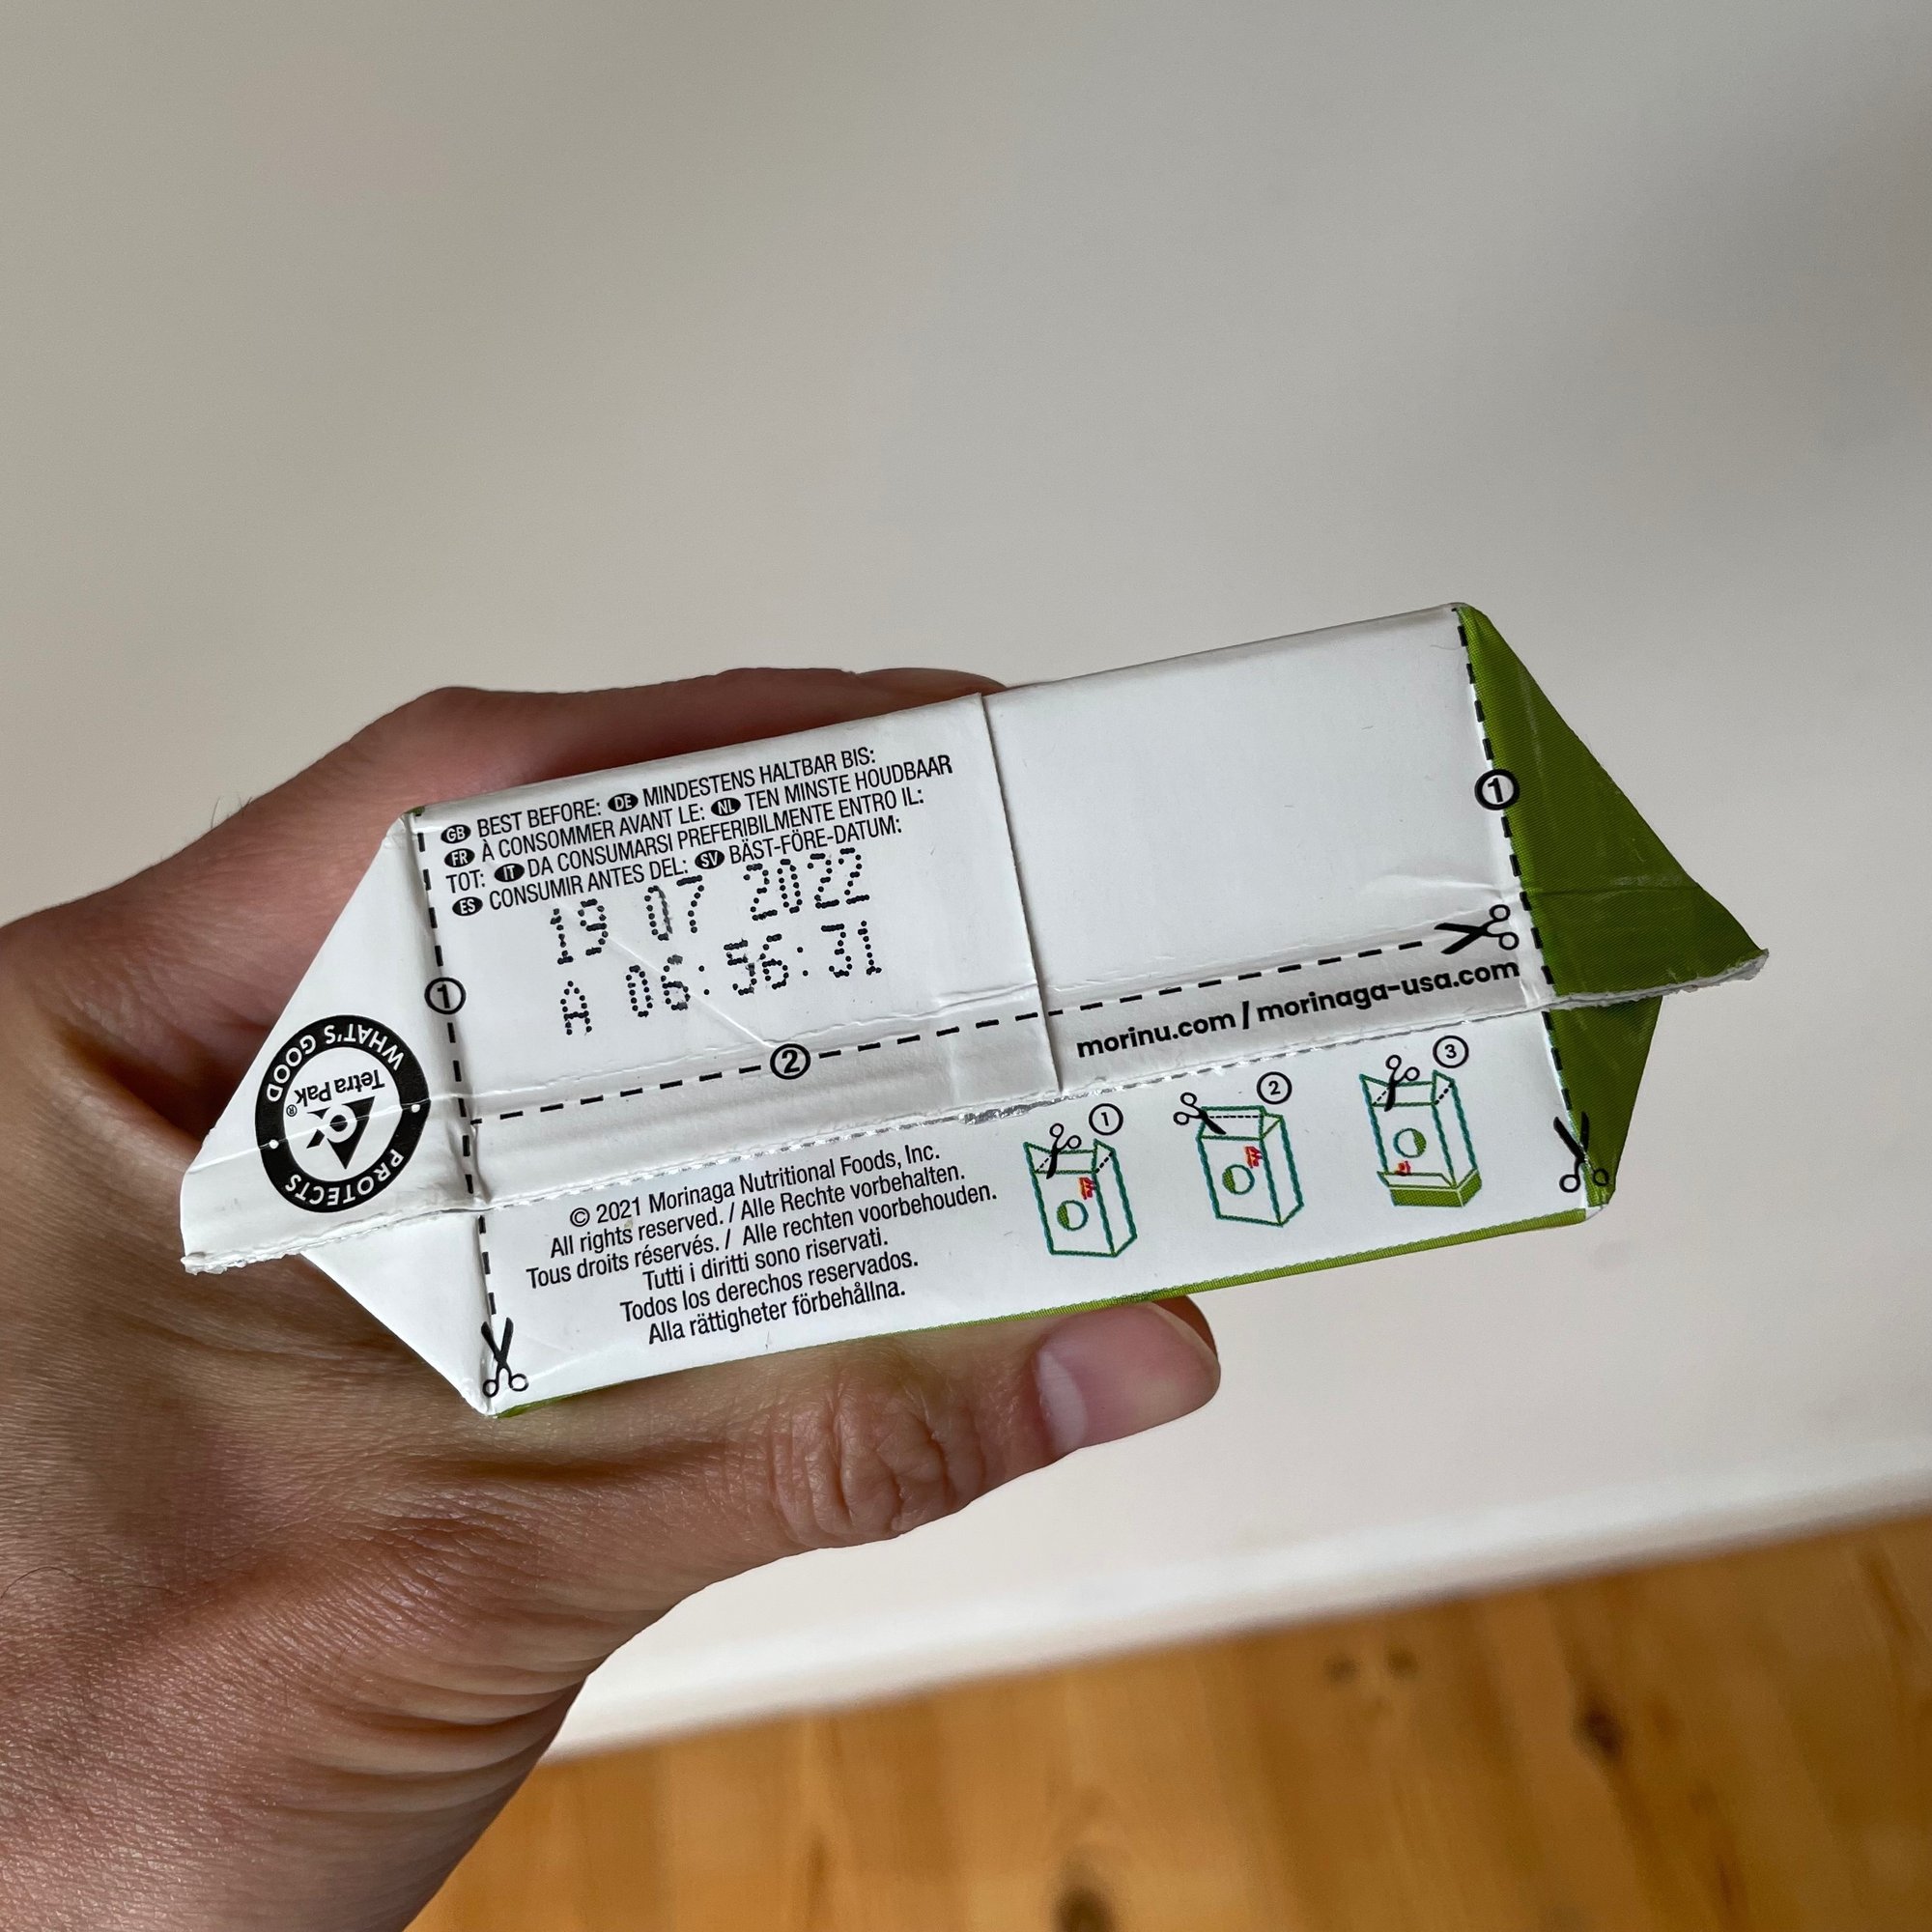 GB BEST BEFORE: DE MINDESTENS HALTBAR BIS:
FR À CONSOMMER AVANT LE: NL TEN MINSTE HOUDBAAR
TOT: IT DA CONSUMARSI PREFERIBILMENTE ENTRO IL:
ES CONSUMIR ANTES DEL: SV BÄST-FÖRE-DATUM:
19 07 2022
A 06:56:31
1
1
2
morinu.com / morinaga-usa.com
PROTECTS WHAT'S GOOD
Tetra Pak®
© 2021 Morinaga Nutritional Foods, Inc.
All rights reserved. / Alle Rechte vorbehalten.
Tous droits réservés. / Alle rechten voorbehouden.
Tutti i diritti sono riservati.
Todos los derechos reservados.
Alla rättigheter förbehållna.
1
2
3